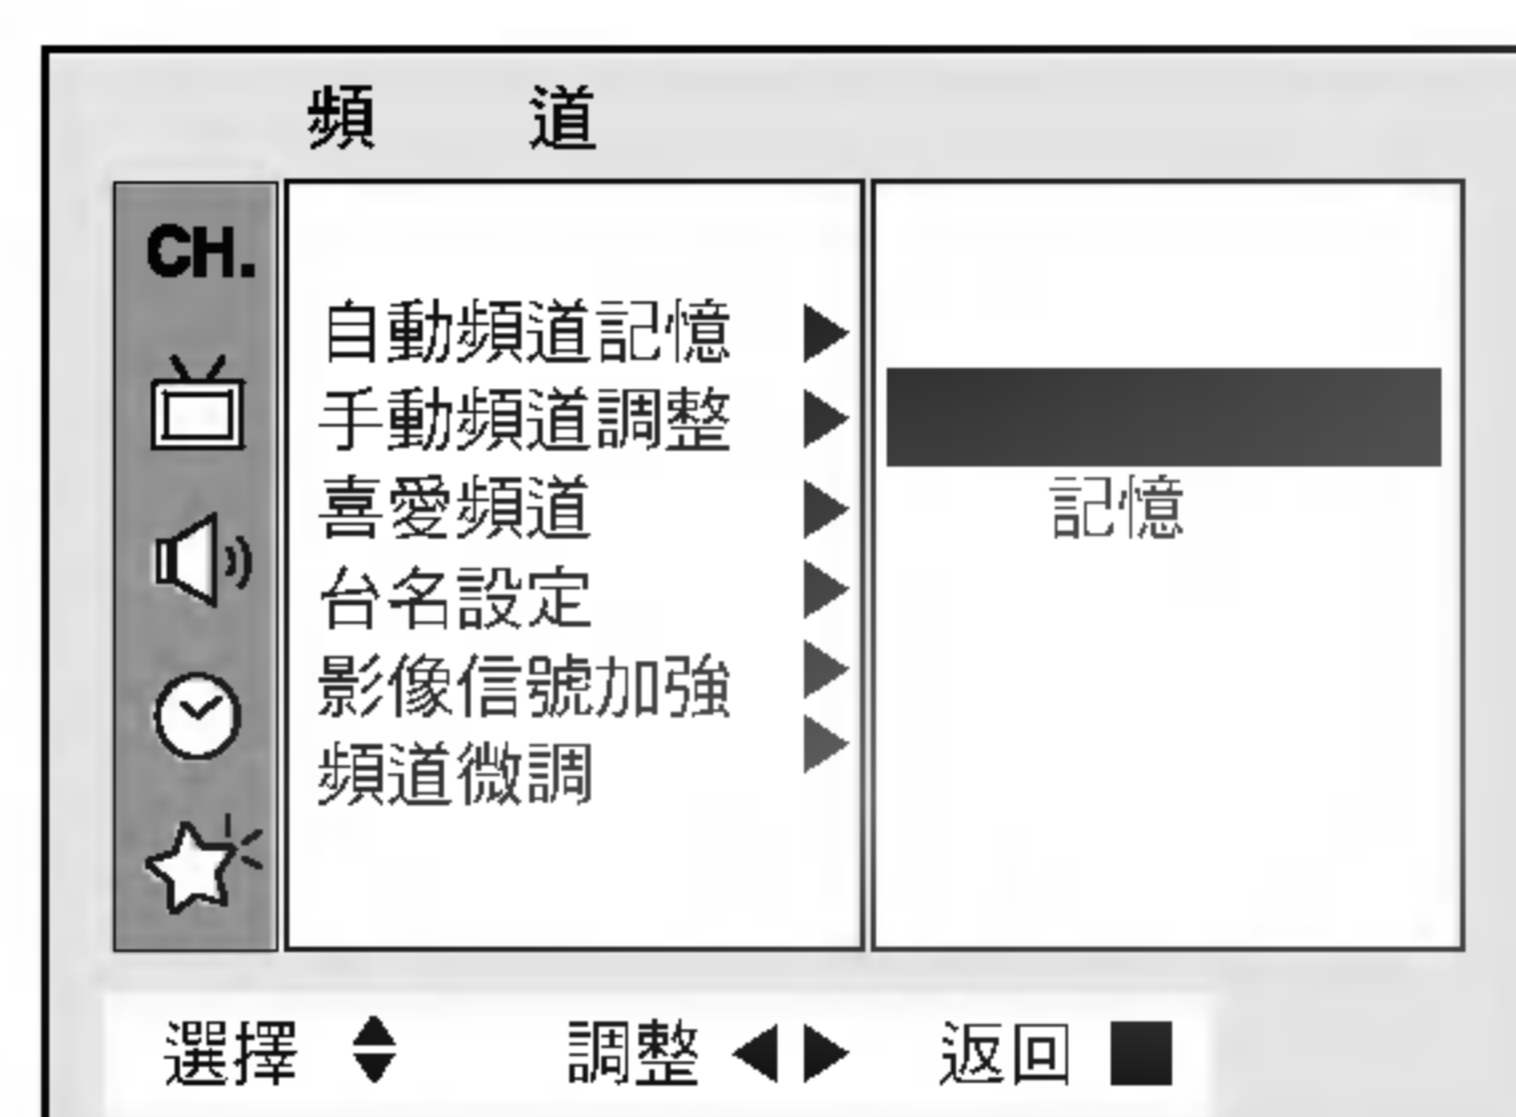 頻 道
CH.
自動頻道記憶
手動頻道調整
喜愛頻道
台名設定
影像信號加強
頻道微調
記憶
選擇 調整 返回